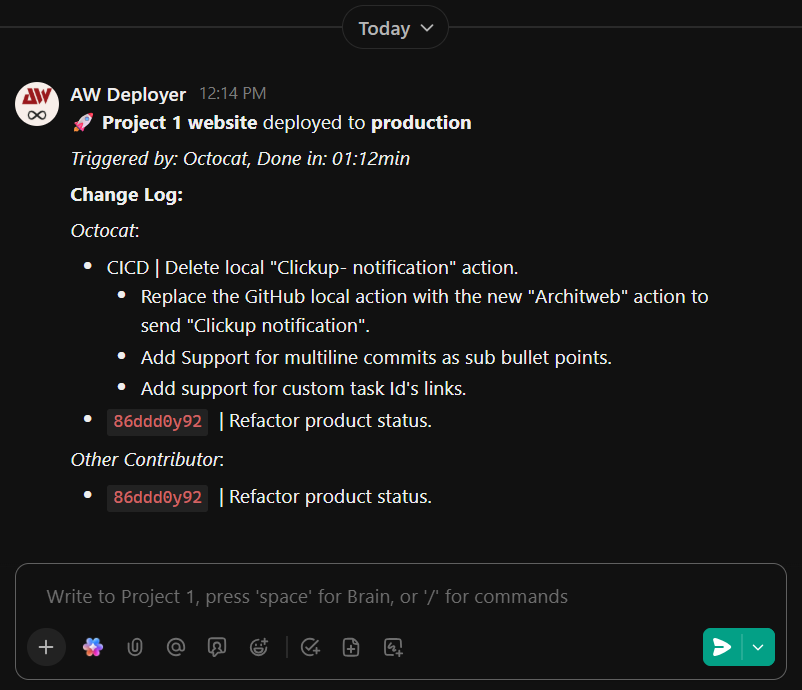 Today
AW
AW Deployer 12:14 PM
🚀 Project 1 website deployed to production
Triggered by: Octocat, Done in: 01:12min
Change Log:
Octocat:
CICD | Delete local "Clickup- notification" action.
Replace the GitHub local action with the new "Architweb" action to
send "Clickup notification".
Add Support for multiline commits as sub bullet points.
Add support for custom task Id's links.
86ddd0y92 | Refactor product status.
Other Contributor:
86ddd0y92 | Refactor product status.
Write to Project 1, press 'space' for Brain, or '/' for commands